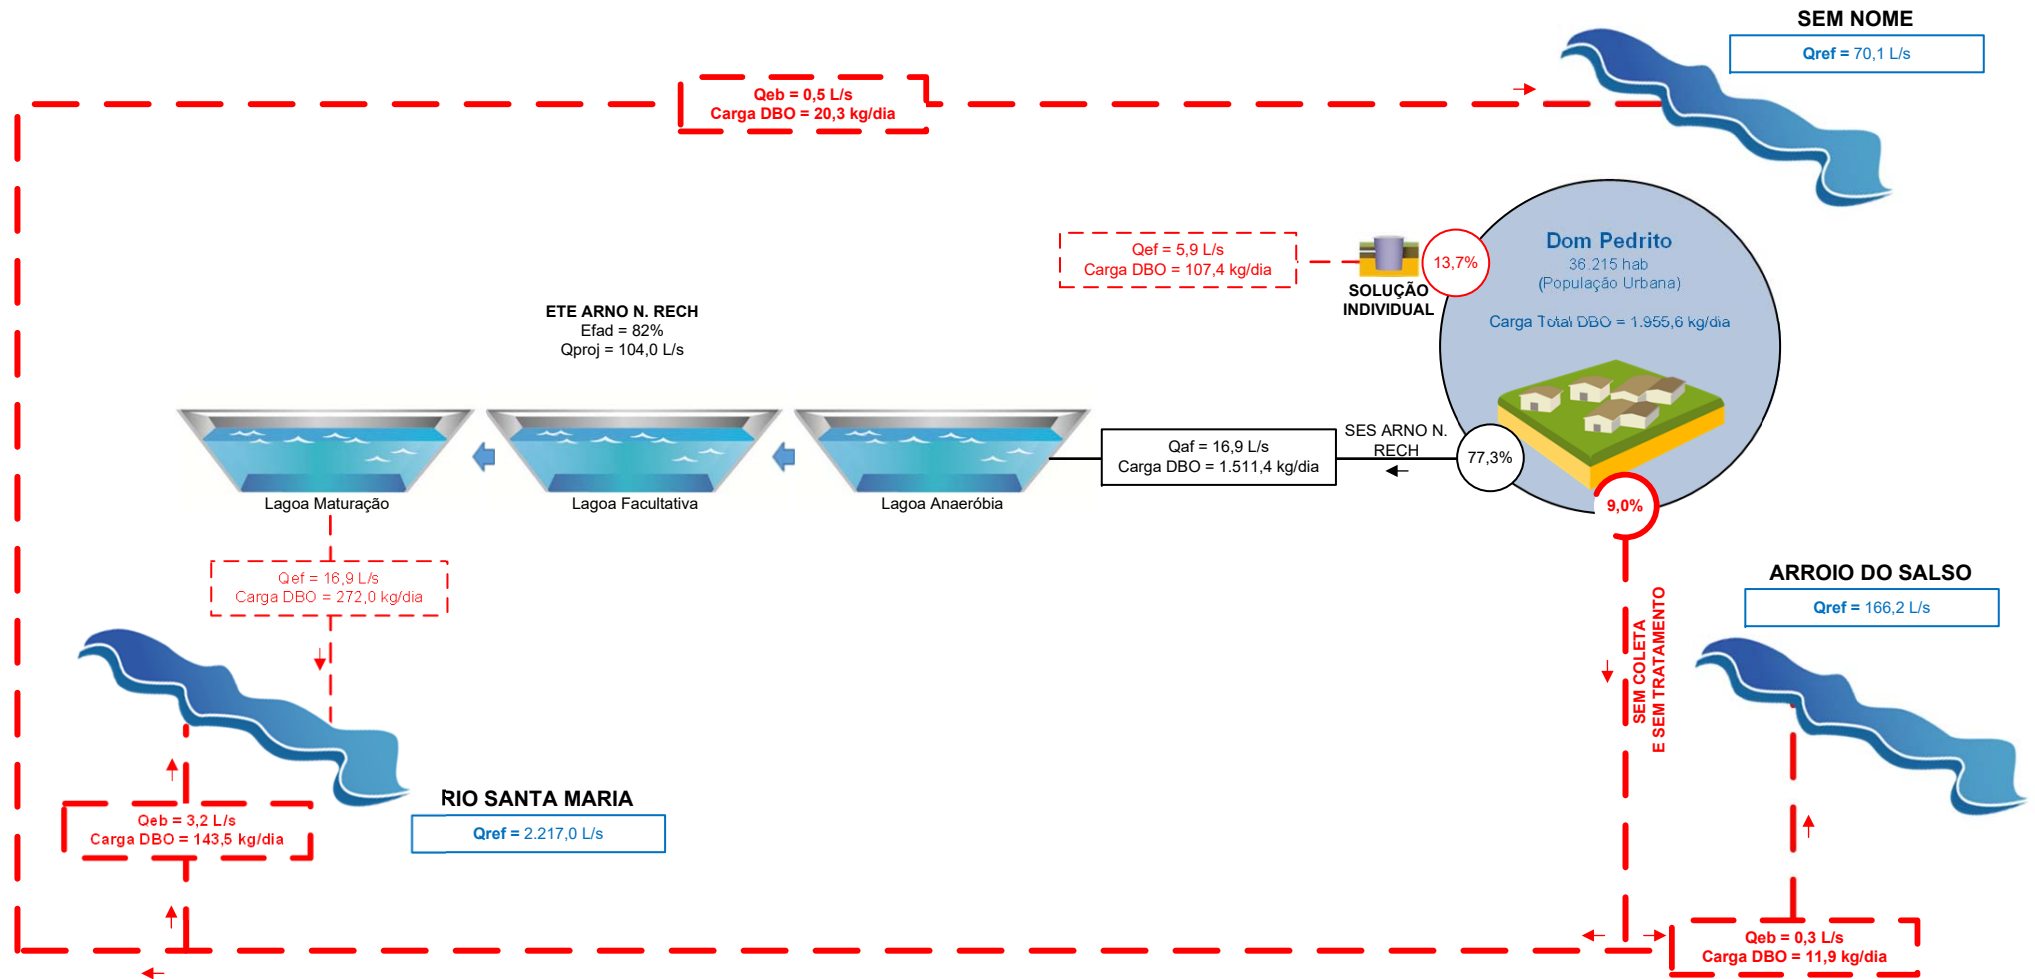 SEM NOME
Qref = 70,1 L/s
Qeb = 0,5 L/s
Carga DBO = 20,3 kg/dia
Dom Pedrito
36.215 hab
(População Urbana)
Carga Total DBO = 1.955,6 kg/dia
13,7%
Qef = 5,9 L/s
Carga DBO = 107,4 kg/dia
SOLUÇÃO
INDIVIDUAL
ETE ARNO N. RECH
Efad = 82%
Qproj = 104,0 L/s
SES ARNO N.
RECH
77,3%
Qaf = 16,9 L/s
Carga DBO = 1.511,4 kg/dia
Lagoa Maturação
Lagoa Facultativa
Lagoa Anaeróbia
9,0%
SEM COLETA
E SEM TRATAMENTO
Qef = 16,9 L/s
Carga DBO = 272,0 kg/dia
ARROIO DO SALSO
Qref = 166,2 L/s
RIO SANTA MARIA
Qref = 2.217,0 L/s
Qeb = 3,2 L/s
Carga DBO = 143,5 kg/dia
Qeb = 0,3 L/s
Carga DBO = 11,9 kg/dia